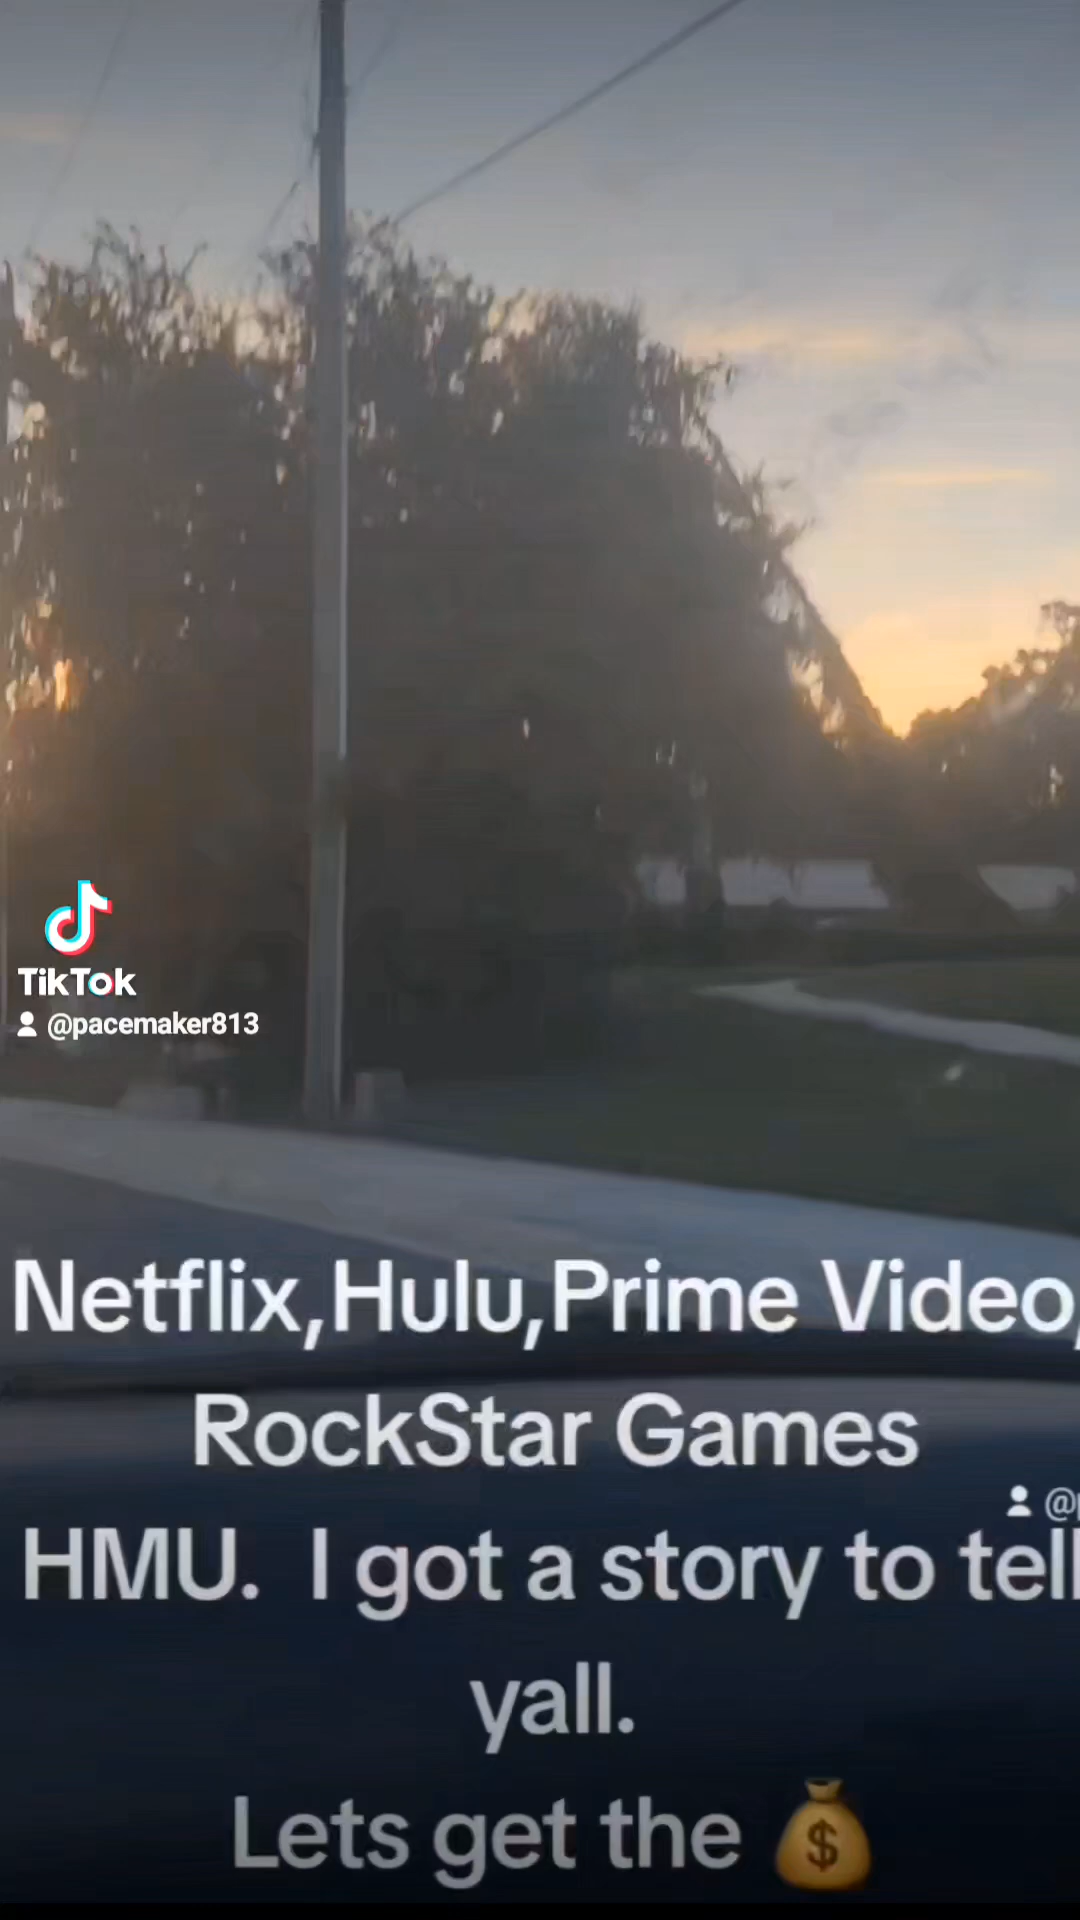 TikTok
@pacemaker813
Netflix,Hulu,Prime Video,
RockStar Games
@
HMU. I got a story to tell
yall.
Lets get the 💰